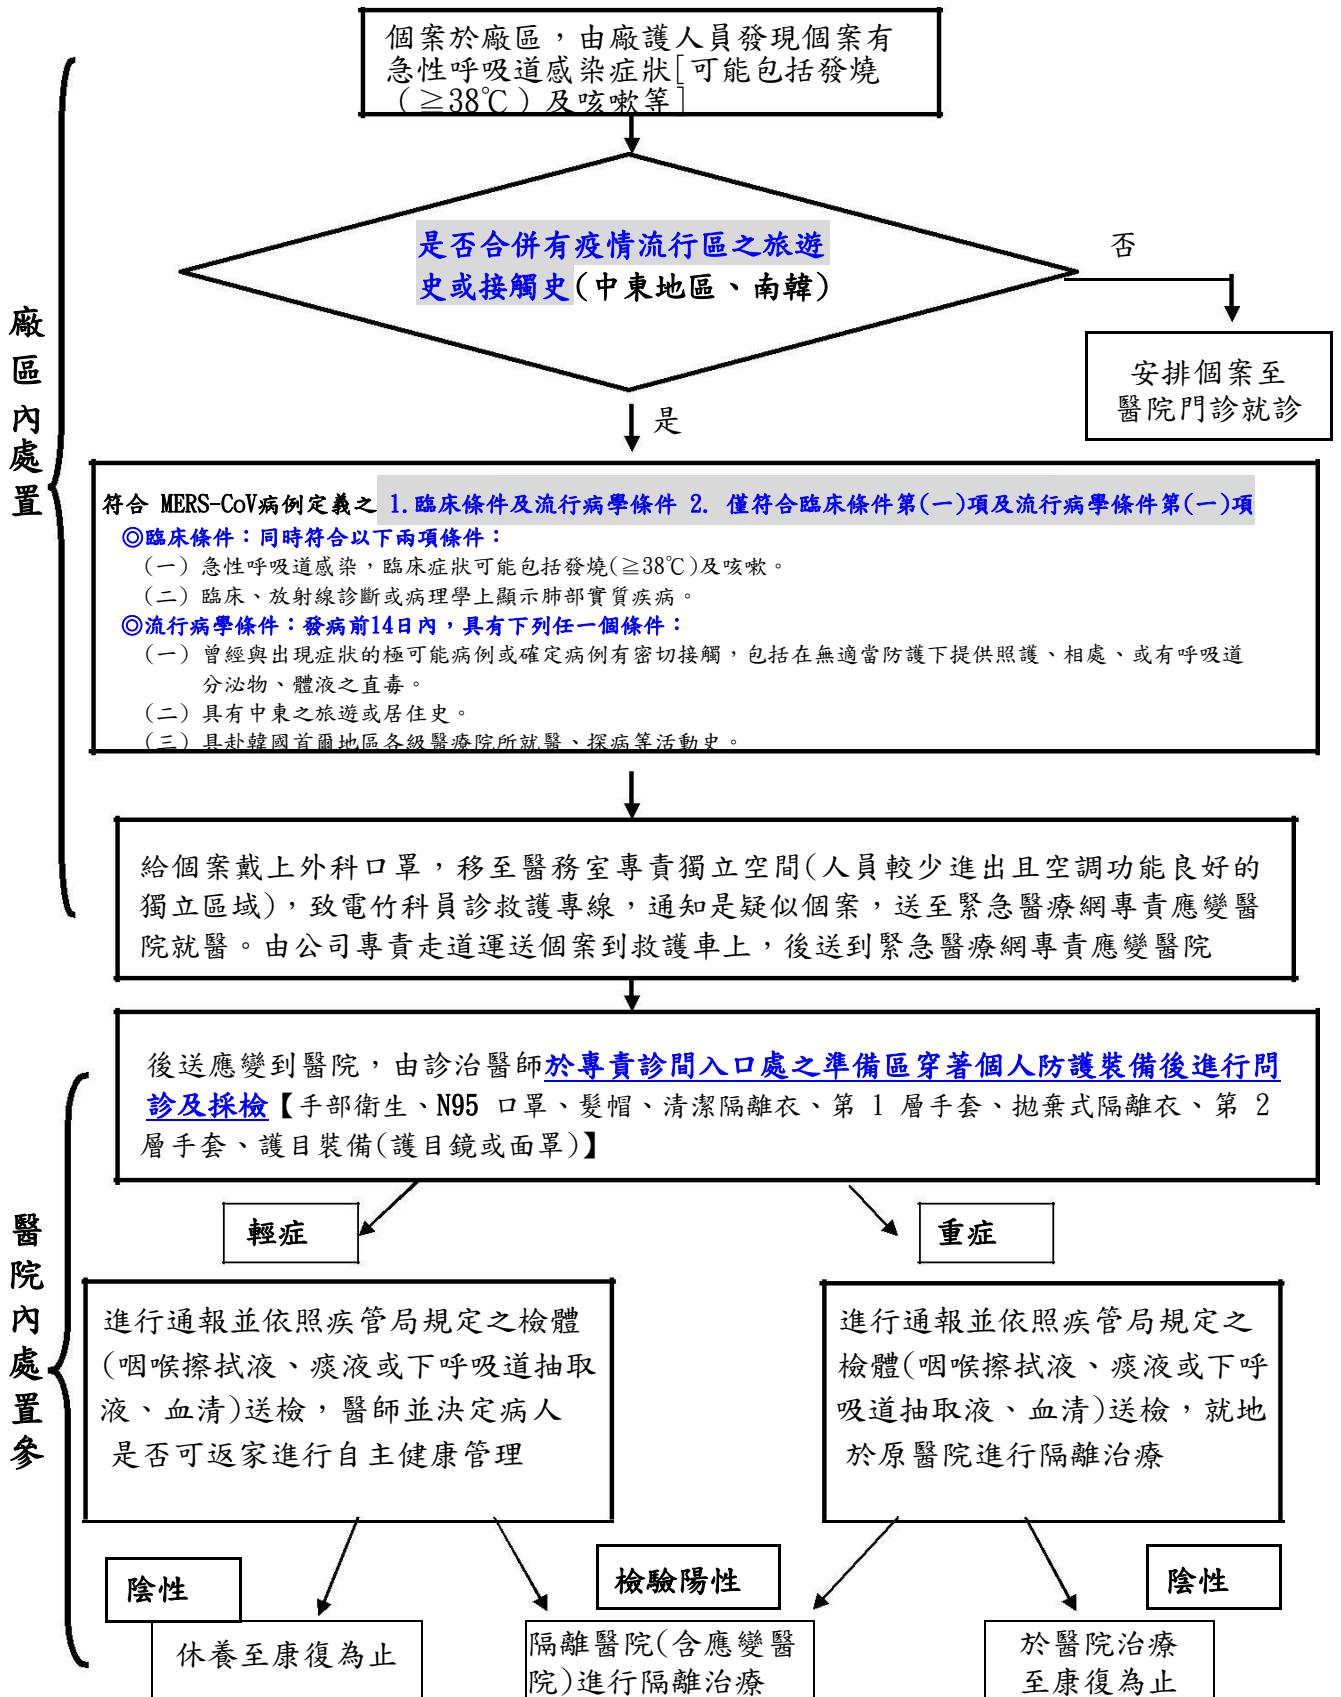 個案於廠區，由廠護人員發現個案有
急性呼吸道感染症狀[可能包括發燒
（≧38℃）及咳嗽等]
是否合併有疫情流行區之旅遊
史或接觸史(中東地區、南韓)
否
安排個案至
醫院門診就診
是
廠區內處置
符合 MERS-CoV病例定義之 1.臨床條件及流行病學條件 2. 僅符合臨床條件第(一)項及流行病學條件第(一)項
◎臨床條件：同時符合以下兩項條件：
（一）急性呼吸道感染，臨床症狀可能包括發燒(≧38℃)及咳嗽。
（二）臨床、放射線診斷或病理學上顯示肺部實質疾病。
◎流行病學條件：發病前14日內，具有下列任一個條件：
（一）曾經與出現症狀的極可能病例或確定病例有密切接觸，包括在無適當防護下提供照護、相處、或有呼吸道
分泌物、體液之直毒。
（二）具有中東之旅遊或居住史。
（三）具赴韓國首爾地區各級醫療院所就醫、探病等活動史。
給個案戴上外科口罩，移至醫務室專責獨立空間(人員較少進出且空調功能良好的
獨立區域)，致電竹科員診救護專線，通知是疑似個案，送至緊急醫療網專責應變醫
院就醫。由公司專責走道運送個案到救護車上，後送到緊急醫療網專責應變醫院
後送應變到醫院，由診治醫師於專責診間入口處之準備區穿著個人防護裝備後進行問
診及採檢【手部衛生、N95 口罩、髮帽、清潔隔離衣、第 1 層手套、拋棄式隔離衣、第 2
層手套、護目裝備(護目鏡或面罩)】
醫院內處置參
輕症
重症
進行通報並依照疾管局規定之檢體
(咽喉擦拭液、痰液或下呼吸道抽取
液、血清)送檢，醫師並決定病人
是否可返家進行自主健康管理
進行通報並依照疾管局規定之
檢體(咽喉擦拭液、痰液或下呼
吸道抽取液、血清)送檢，就地
於原醫院進行隔離治療
陰性
檢驗陽性
陰性
休養至康復為止
隔離醫院(含應變醫
院)進行隔離治療
於醫院治療
至康復為止